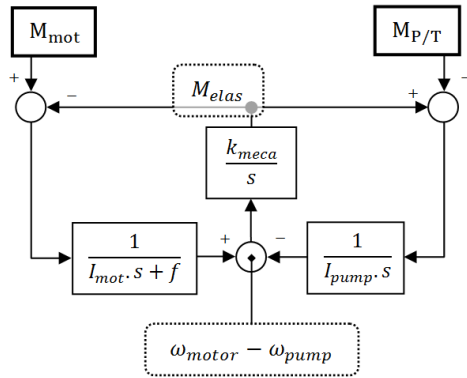 M_mot
M_P/T
+
−
M_elas
+
−
k_meca
s
1
I_mot. s + f
+
−
1
I_pump. s
ω_motor − ω_pump